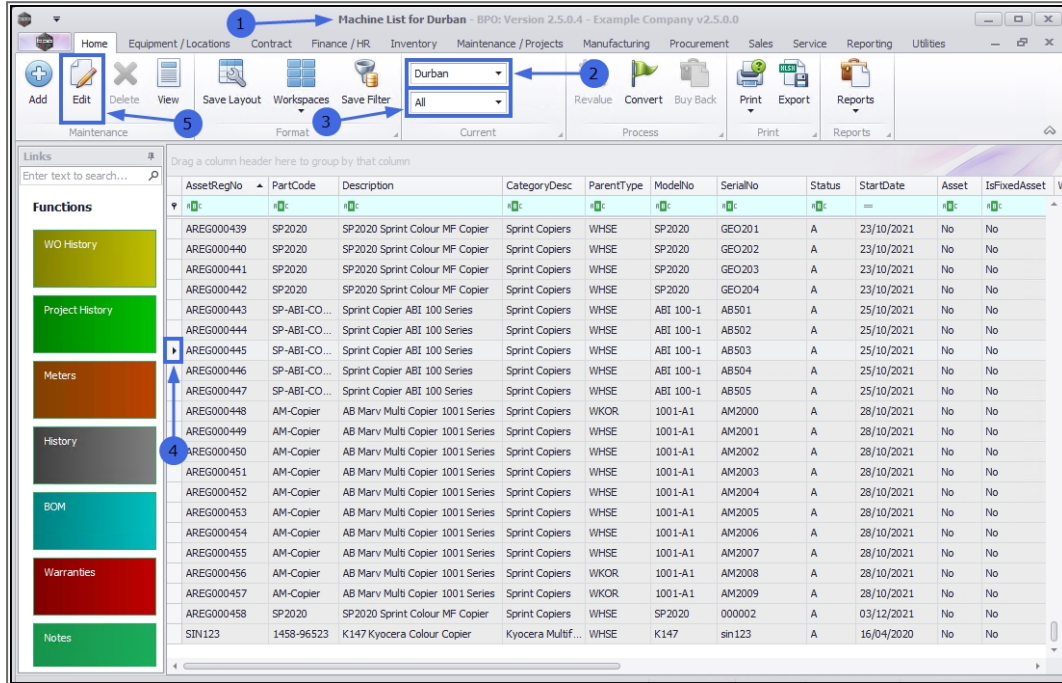 Machine List for Durban - BPO: Version 2.5.0.4 - Example Company v2.5.0.0
1
Home Equipment / Locations Contract Finance / HR Inventory Maintenance / Projects Manufacturing Procurement Sales Service Reporting Utilities
Add Edit Delete View Save Layout Workspaces Save Filter Durban All Revalue Convert Buy Back Print Export Reports
2
3
5
Maintenance Format Current Process Print Reports
Links
Enter text to search...
Functions
WO History
Project History
Meters
History
BOM
Warranties
Notes
4
Drag a column header here to group by that column
AssetRegNo PartCode Description CategoryDesc ParentType ModelNo SerialNo Status StartDate Asset IsFixedAsset
AREG000439 SP2020 SP2020 Sprint Colour MF Copier Sprint Copiers WHSE SP2020 GEO201 A 23/10/2021 No No
AREG000440 SP2020 SP2020 Sprint Colour MF Copier Sprint Copiers WHSE SP2020 GEO202 A 23/10/2021 No No
AREG000441 SP2020 SP2020 Sprint Colour MF Copier Sprint Copiers WHSE SP2020 GEO203 A 23/10/2021 No No
AREG000442 SP2020 SP2020 Sprint Colour MF Copier Sprint Copiers WHSE SP2020 GEO204 A 23/10/2021 No No
AREG000443 SP-ABI-CO... Sprint Copier ABI 100 Series Sprint Copiers WHSE ABI 100-1 AB501 A 25/10/2021 No No
AREG000444 SP-ABI-CO... Sprint Copier ABI 100 Series Sprint Copiers WHSE ABI 100-1 AB502 A 25/10/2021 No No
AREG000445 SP-ABI-CO... Sprint Copier ABI 100 Series Sprint Copiers WHSE ABI 100-1 AB503 A 25/10/2021 No No
AREG000446 SP-ABI-CO... Sprint Copier ABI 100 Series Sprint Copiers WHSE ABI 100-1 AB504 A 25/10/2021 No No
AREG000447 SP-ABI-CO... Sprint Copier ABI 100 Series Sprint Copiers WHSE ABI 100-1 AB505 A 25/10/2021 No No
AREG000448 AM-Copier AB Marv Multi Copier 1001 Series Sprint Copiers WKOR 1001-A1 AM2000 A 28/10/2021 No No
AREG000449 AM-Copier AB Marv Multi Copier 1001 Series Sprint Copiers WHSE 1001-A1 AM2001 A 28/10/2021 No No
AREG000450 AM-Copier AB Marv Multi Copier 1001 Series Sprint Copiers WHSE 1001-A1 AM2002 A 28/10/2021 No No
AREG000451 AM-Copier AB Marv Multi Copier 1001 Series Sprint Copiers WHSE 1001-A1 AM2003 A 28/10/2021 No No
AREG000452 AM-Copier AB Marv Multi Copier 1001 Series Sprint Copiers WHSE 1001-A1 AM2004 A 28/10/2021 No No
AREG000453 AM-Copier AB Marv Multi Copier 1001 Series Sprint Copiers WHSE 1001-A1 AM2005 A 28/10/2021 No No
AREG000454 AM-Copier AB Marv Multi Copier 1001 Series Sprint Copiers WHSE 1001-A1 AM2006 A 28/10/2021 No No
AREG000455 AM-Copier AB Marv Multi Copier 1001 Series Sprint Copiers WHSE 1001-A1 AM2007 A 28/10/2021 No No
AREG000456 AM-Copier AB Marv Multi Copier 1001 Series Sprint Copiers WKOR 1001-A1 AM2008 A 28/10/2021 No No
AREG000457 AM-Copier AB Marv Multi Copier 1001 Series Sprint Copiers WKOR 1001-A1 AM2009 A 28/10/2021 No No
AREG000458 SP2020 SP2020 Sprint Colour MF Copier Sprint Copiers WHSE SP2020 000002 A 03/12/2021 No No
SIN123 1458-96523 K147 Kyocera Colour Copier Kyocera Multif... WHSE K147 sin123 A 16/04/2020 No No